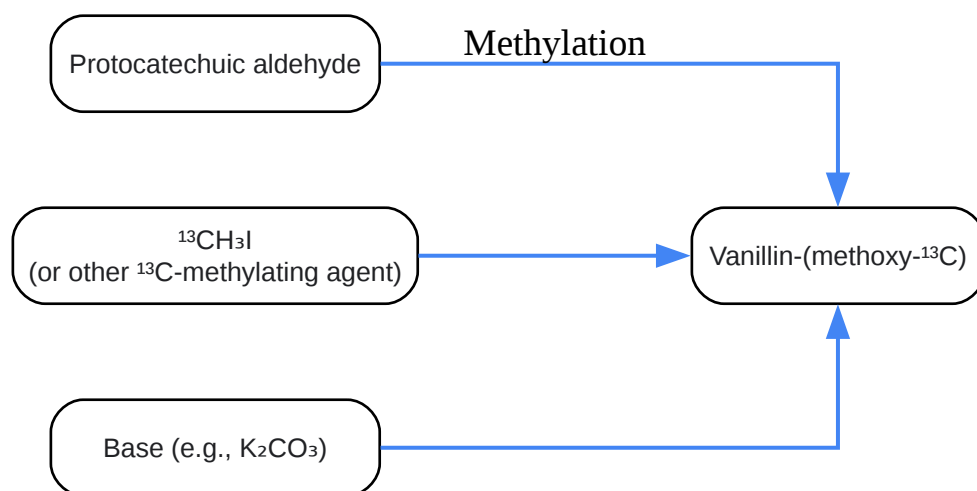 Methylation
Protocatechuic aldehyde
¹³CH₃I
(or other ¹³C-methylating agent)
Vanillin-(methoxy-¹³C)
Base (e.g., K₂CO₃)